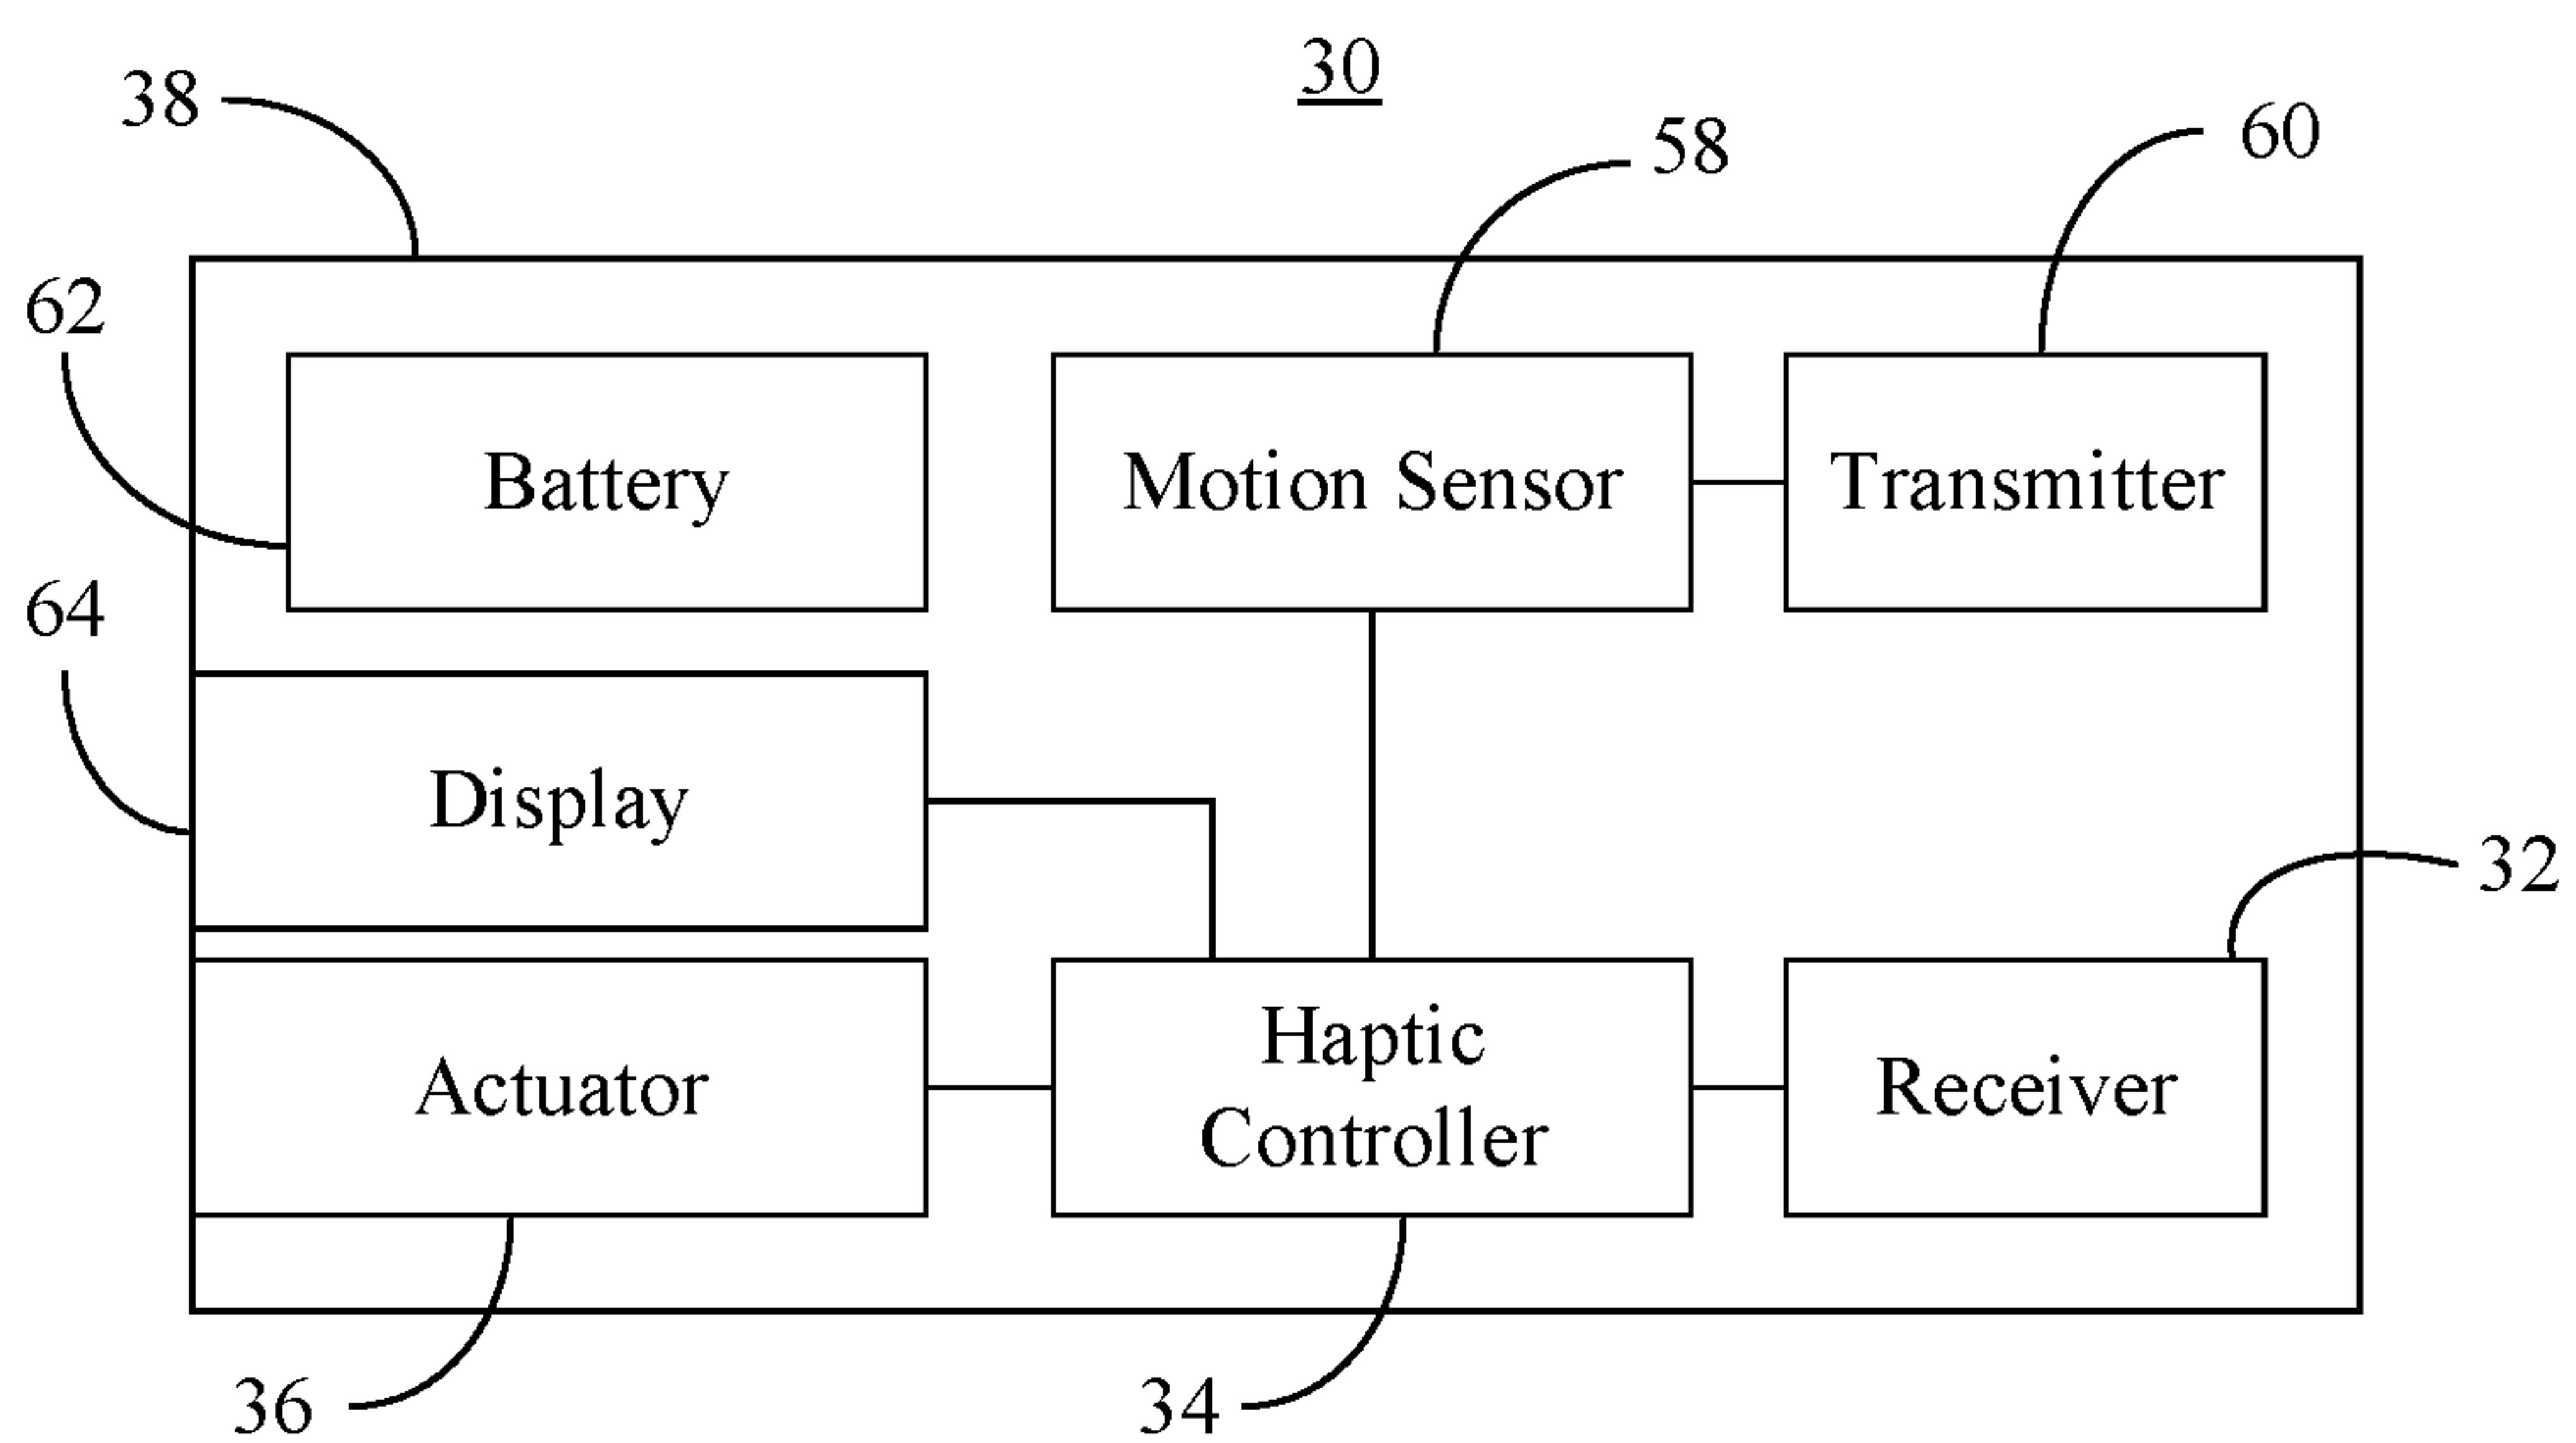 30
38
58
60
62
Battery
Motion Sensor
Transmitter
64
Display
32
Actuator
Haptic
Controller
Receiver
36
34